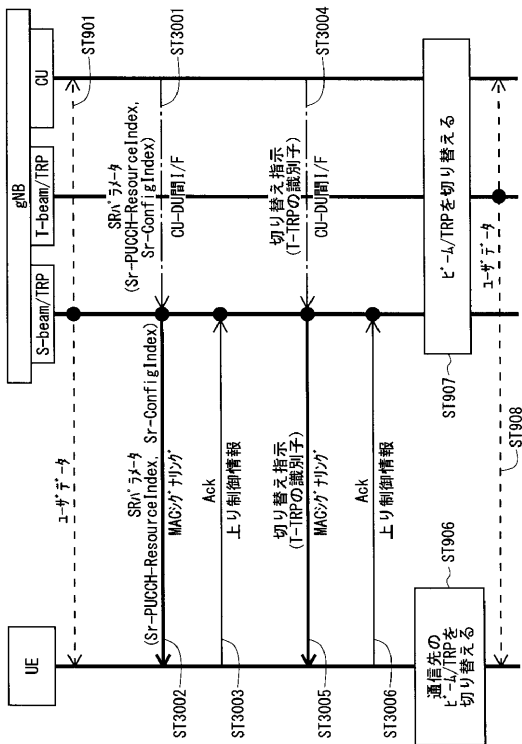 gNB
UE
S-beam/TRP
T-beam/TRP
CU
ユーザデータ
ST901
SRパラメータ
(Sr-PUCCH-ResourceIndex,
Sr-ConfigIndex)
CU-DU間I/F
ST3001
SRパラメータ
(Sr-PUCCH-ResourceIndex, Sr-ConfigIndex)
MACシグナリング
ST3002
Ack
上り制御情報
ST3003
切り替え指示
(T-TRPの識別子)
CU-DU間I/F
ST3004
切り替え指示
(T-TRPの識別子)
MACシグナリング
ST3005
Ack
上り制御情報
ST3006
通信先の
ビーム/TRPを
切り替える
ST906
ビーム/TRPを切り替える
ST907
ユーザデータ
ST908